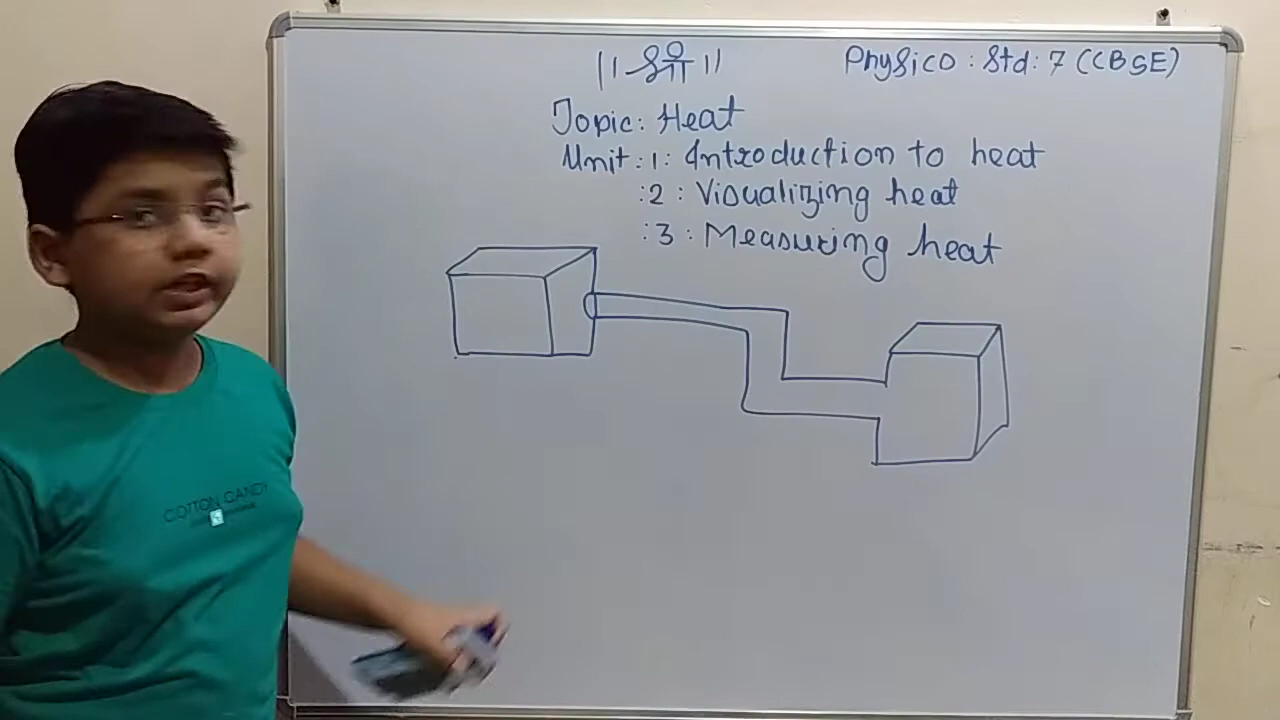 || श्री ||
Physics : Std : 7 (CBSE)
Topic : Heat
Unit : 1 : Introduction to heat
: 2 : Visualizing heat
: 3 : Measuring heat
COTTON CANDY